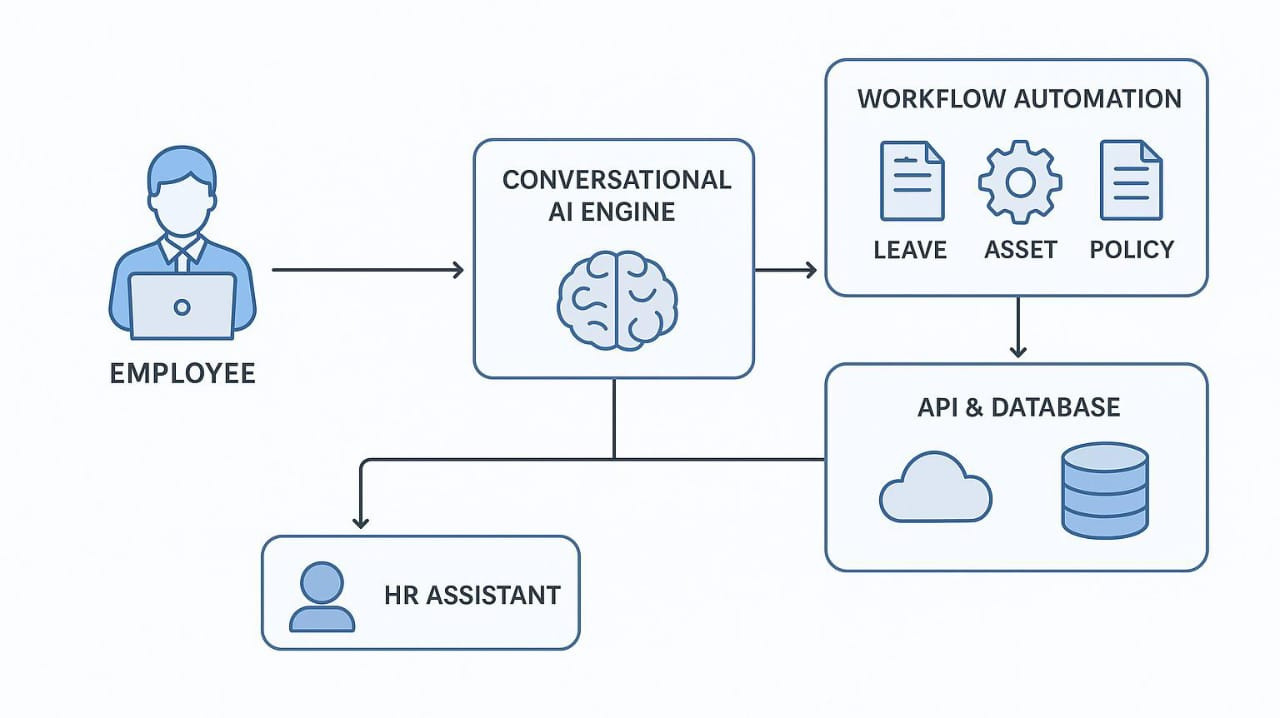 EMPLOYEE
CONVERSATIONAL
AI ENGINE
WORKFLOW AUTOMATION
LEAVE
ASSET
POLICY
API & DATABASE
HR ASSISTANT